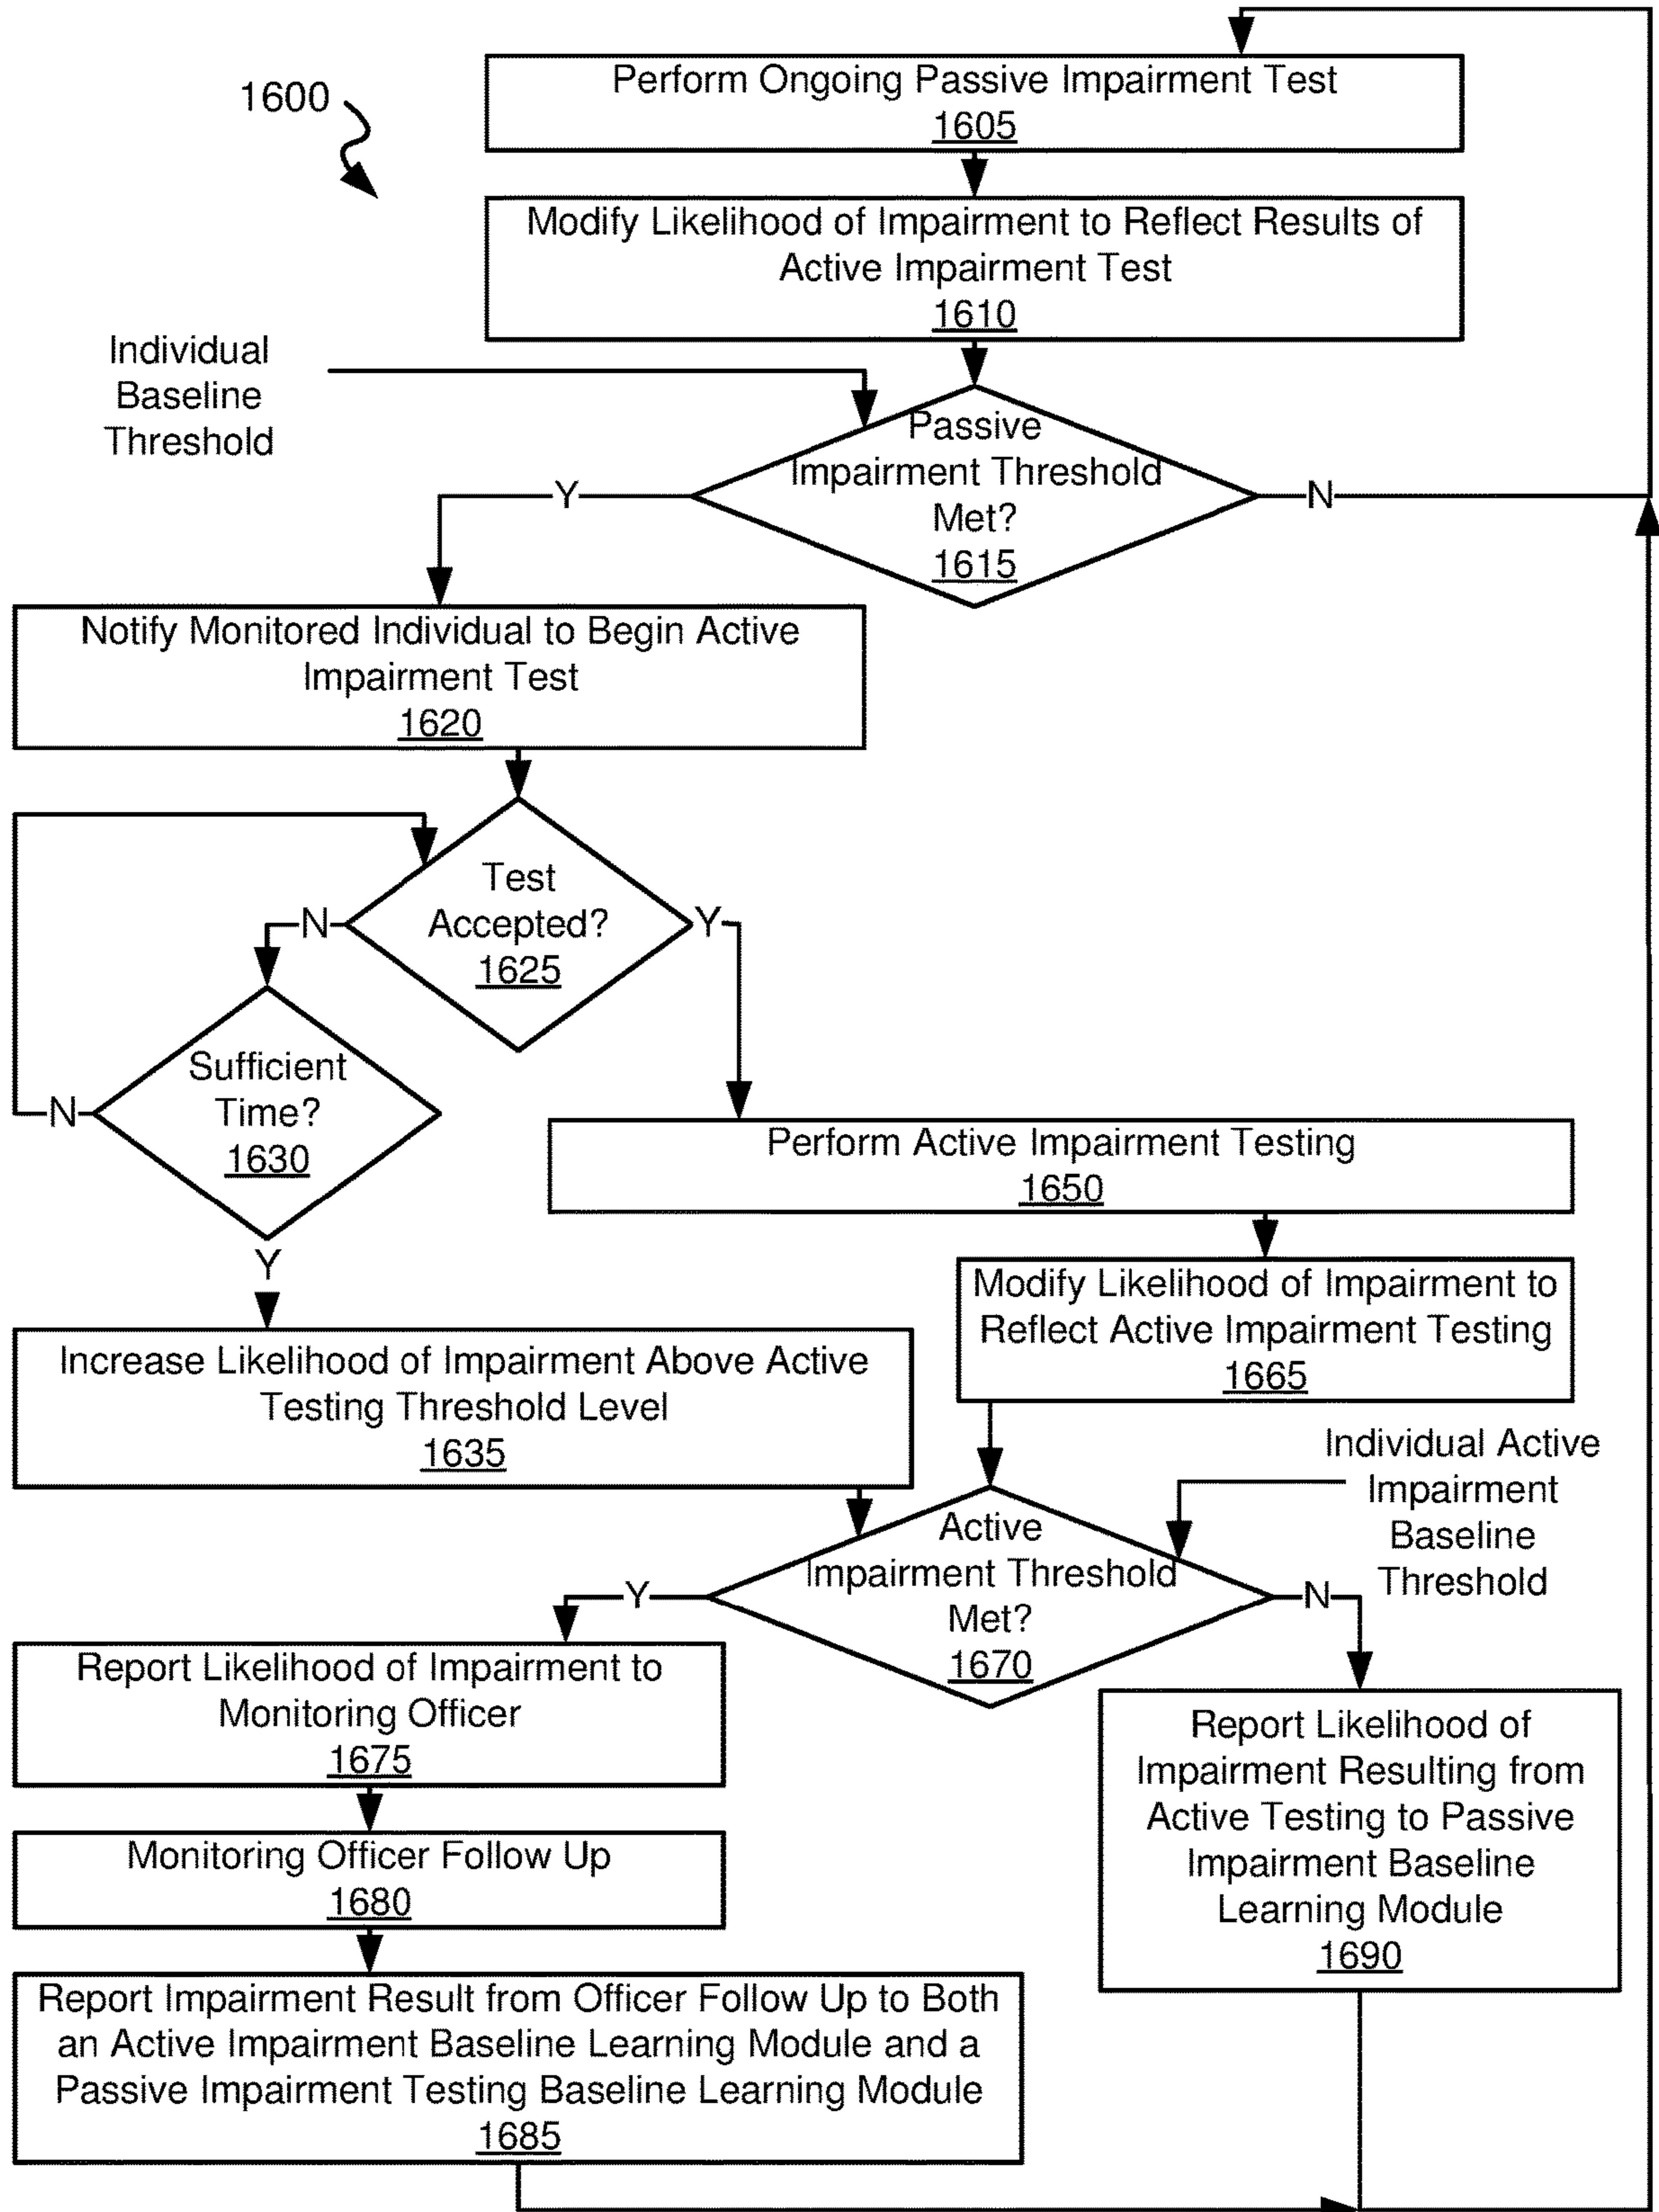 1600
Perform Ongoing Passive Impairment Test
1605
Modify Likelihood of Impairment to Reflect Results of
Active Impairment Test
1610
Individual
Baseline
Threshold
Passive
Impairment Threshold
Met?
1615
Y
N
Notify Monitored Individual to Begin Active
Impairment Test
1620
Test
Accepted?
1625
N
Y
Sufficient
Time?
1630
N
Y
Perform Active Impairment Testing
1650
Modify Likelihood of Impairment to
Reflect Active Impairment Testing
1665
Increase Likelihood of Impairment Above Active
Testing Threshold Level
1635
Individual Active
Impairment
Baseline
Threshold
Active
Impairment Threshold
Met?
1670
Y
N
Report Likelihood of Impairment to
Monitoring Officer
1675
Monitoring Officer Follow Up
1680
Report Impairment Result from Officer Follow Up to Both
an Active Impairment Baseline Learning Module and a
Passive Impairment Testing Baseline Learning Module
1685
Report Likelihood of
Impairment Resulting from
Active Testing to Passive
Impairment Baseline
Learning Module
1690